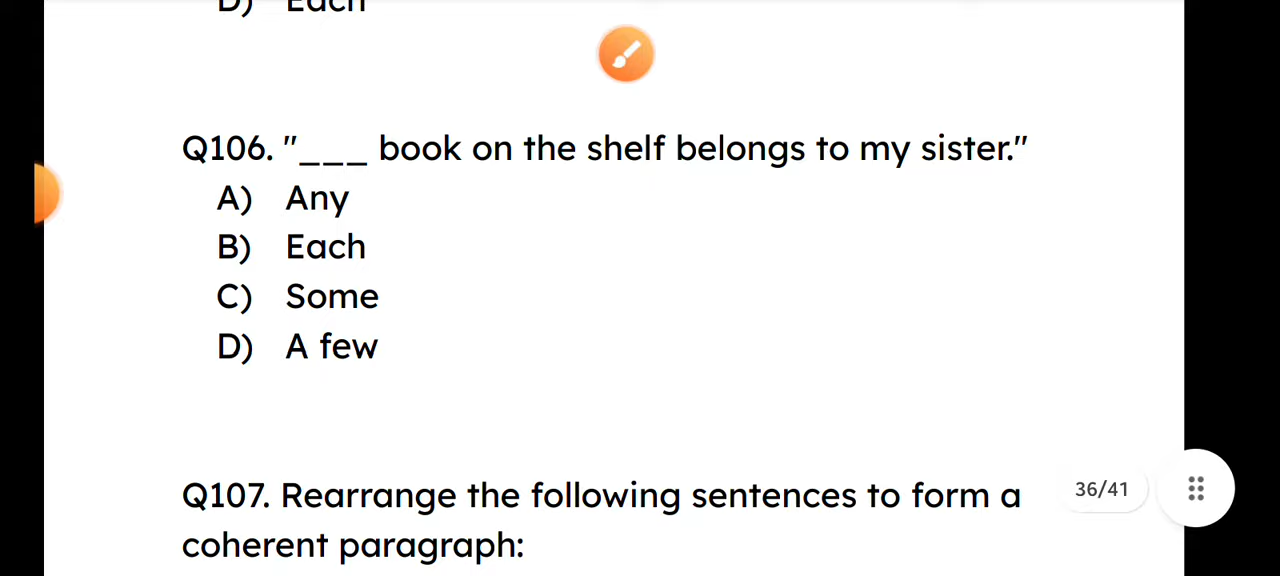 D) Each
Q106. "___ book on the shelf belongs to my sister."
A) Any
B) Each
C) Some
D) A few
Q107. Rearrange the following sentences to form a
36/41
coherent paragraph: